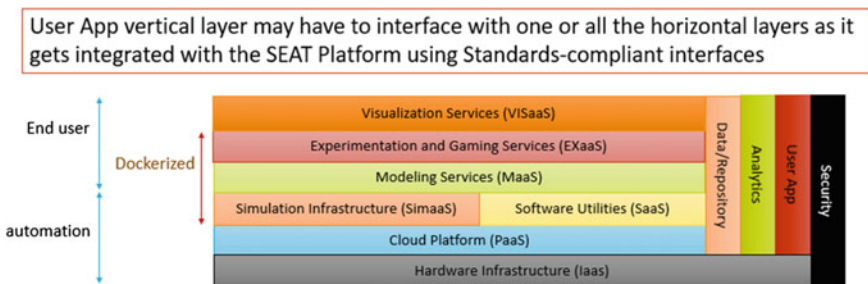 User App vertical layer may have to interface with one or all the horizontal layers as it
gets integrated with the SEAT Platform using Standards-compliant interfaces
End user
Dockerized
automation
Visualization Services (VISaaS)
Experimentation and Gaming Services (EXaaS)
Modeling Services (MaaS)
Simulation Infrastructure (SimaaS)
Software Utilities (SaaS)
Cloud Platform (PaaS)
Hardware Infrastructure (Iaas)
Data/Repository
Analytics
User App
Security